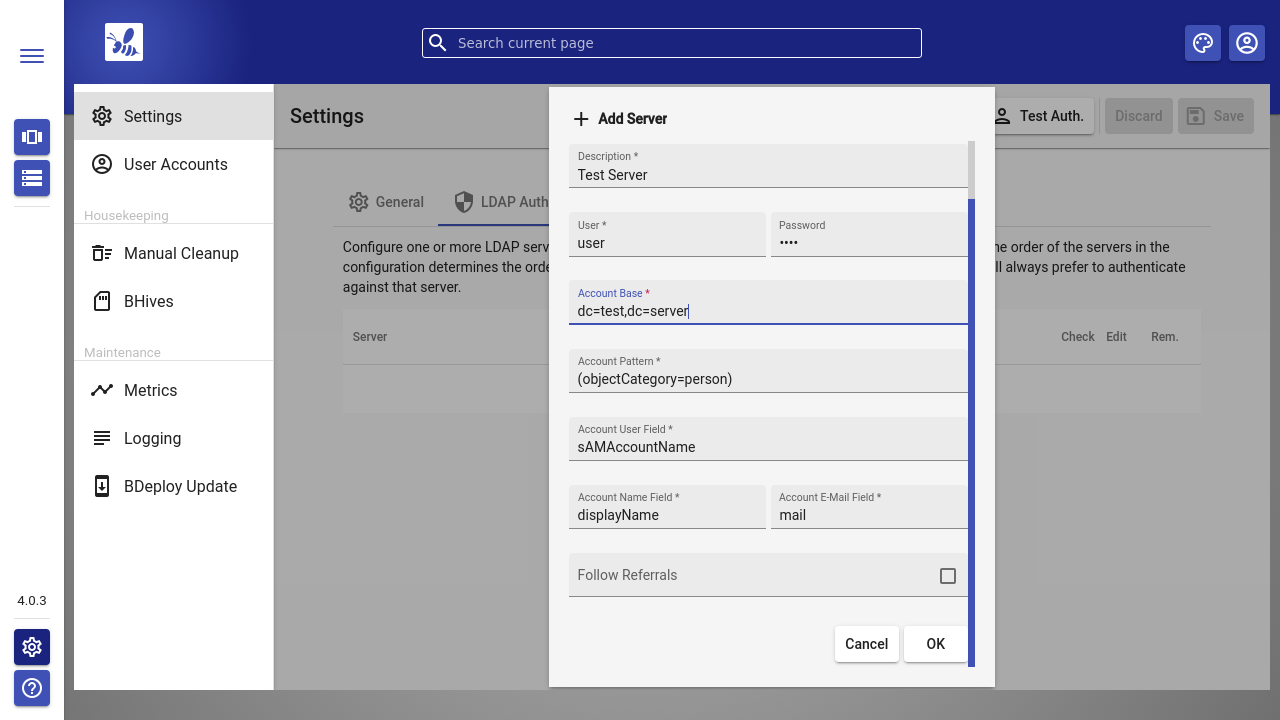 Search current page
Settings
User Accounts
Housekeeping
Manual Cleanup
BHives
Maintenance
Metrics
Logging
BDeploy Update
4.0.3
Settings
Test Auth.
Discard
Save
General
LDAP Auth
Configure one or more LDAP serv
he order of the servers in the
configuration determines the orde
ll always prefer to authenticate
against that server.
Server
Check
Edit
Rem.
Add Server
Description *
Test Server
User *
user
Password
••••
Account Base *
dc=test,dc=server
Account Pattern *
(objectCategory=person)
Account User Field *
sAMAccountName
Account Name Field *
displayName
Account E-Mail Field *
mail
Follow Referrals
Cancel
OK